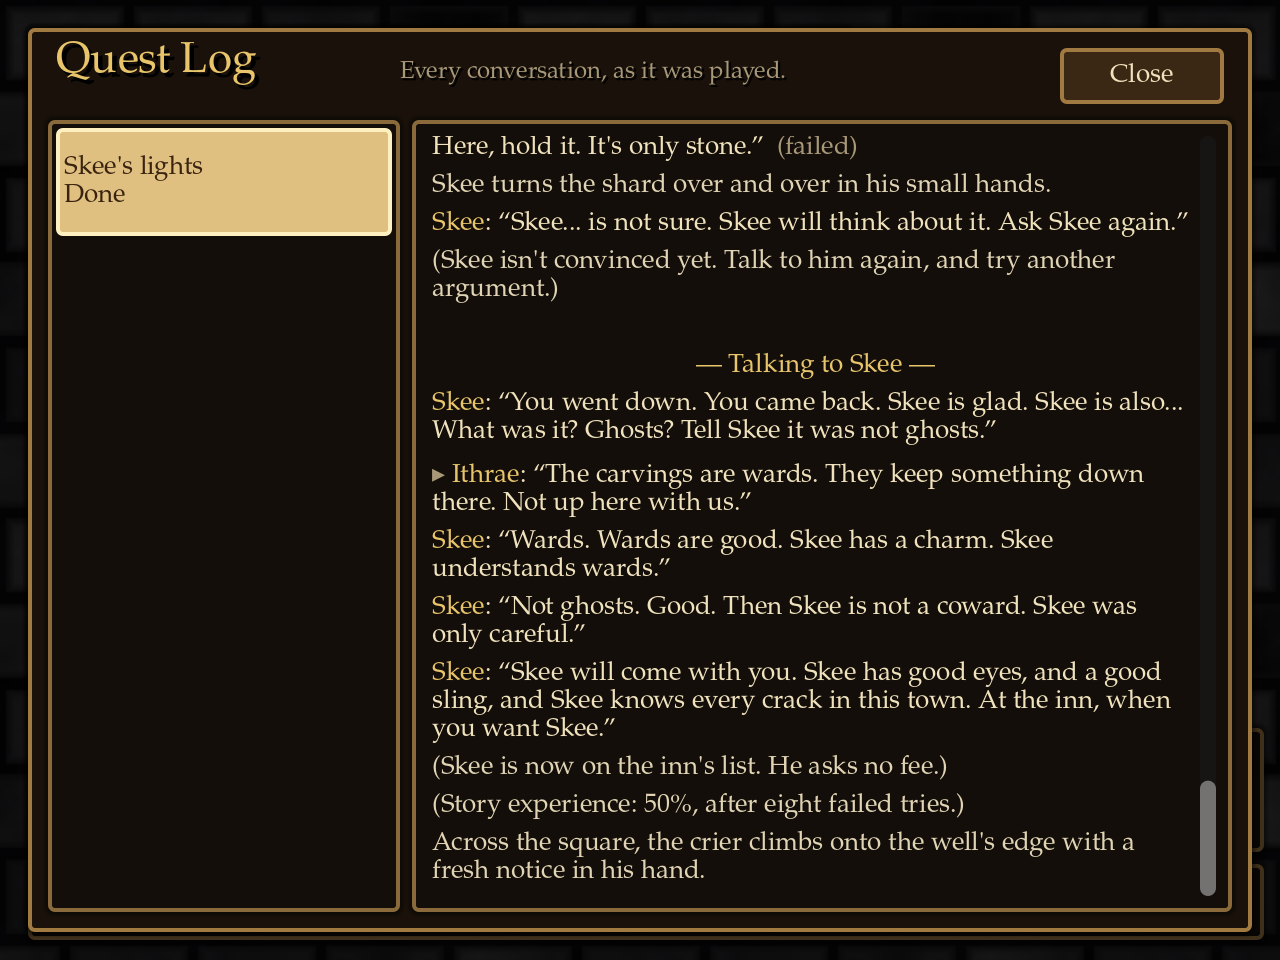 Quest Log
Every conversation, as it was played.
Close
Skee's lights
Done
Here, hold it. It's only stone.” (failed)
Skee turns the shard over and over in his small hands.
Skee: “Skee... is not sure. Skee will think about it. Ask Skee again.”
(Skee isn't convinced yet. Talk to him again, and try another
argument.)
— Talking to Skee —
Skee: “You went down. You came back. Skee is glad. Skee is also...
What was it? Ghosts? Tell Skee it was not ghosts.”
▸ Ithrae: “The carvings are wards. They keep something down
there. Not up here with us.”
Skee: “Wards. Wards are good. Skee has a charm. Skee
understands wards.”
Skee: “Not ghosts. Good. Then Skee is not a coward. Skee was
only careful.”
Skee: “Skee will come with you. Skee has good eyes, and a good
sling, and Skee knows every crack in this town. At the inn, when
you want Skee.”
(Skee is now on the inn's list. He asks no fee.)
(Story experience: 50%, after eight failed tries.)
Across the square, the crier climbs onto the well's edge with a
fresh notice in his hand.